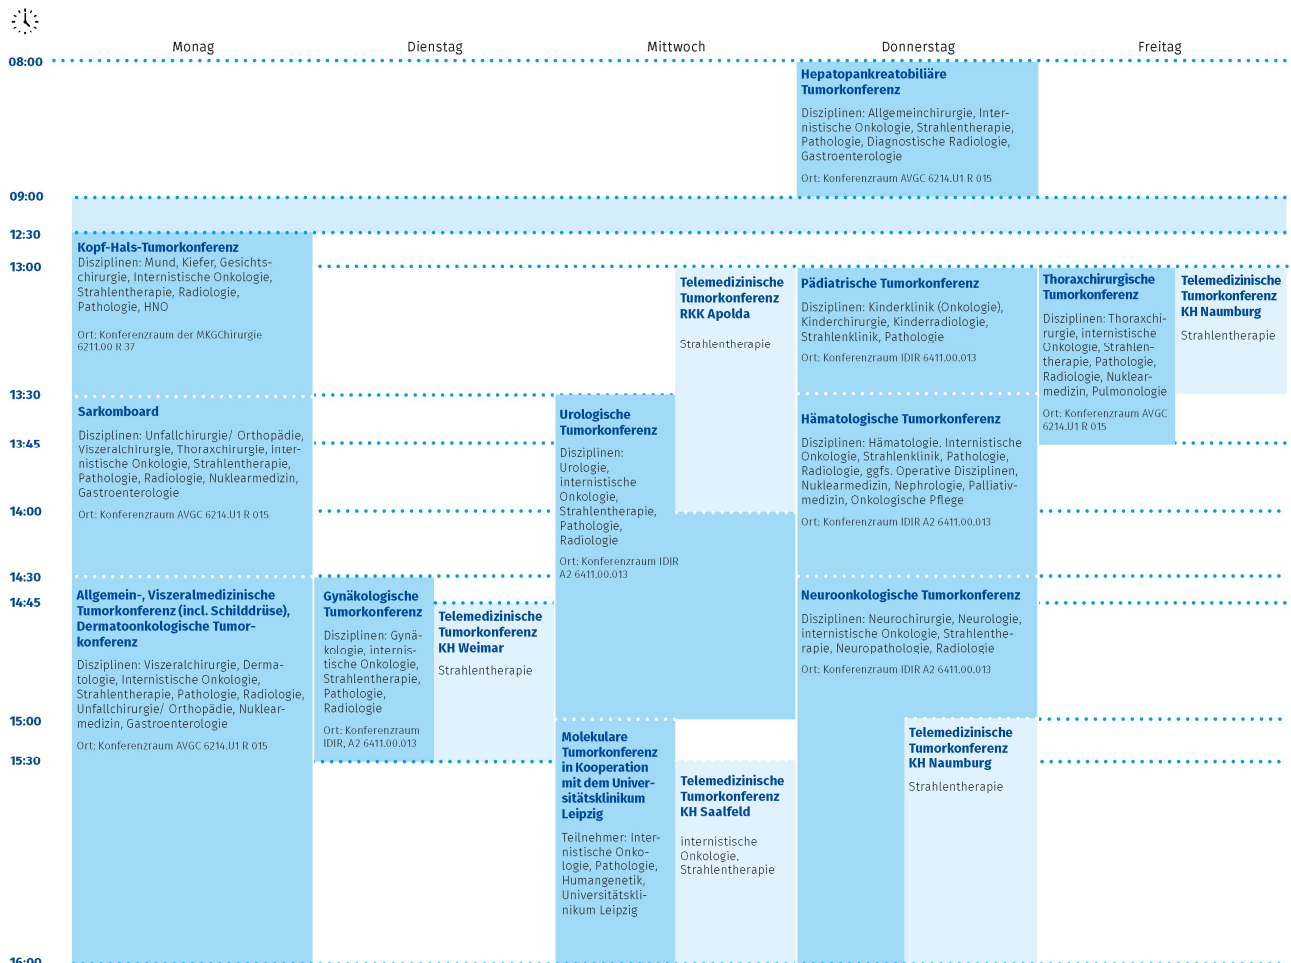 Monag
Dienstag
Mittwoch
Donnerstag
Freitag
08:00
09:00
12:30
13:00
13:30
13:45
14:00
14:30
14:45
15:00
15:30
16:00
Kopf-Hals-Tumorkonferenz
Disziplinen: Mund, Kiefer, Gesichts-
chirurgie, Internistische Onkologie,
Strahlentherapie, Radiologie,
Pathologie, HNO
Ort: Konferenzraum der MKGChirurgie
6211.00 R 37
Sarkomboard
Disziplinen: Unfallchirurgie/ Orthopädie,
Viszeralchirurgie, Thoraxchirurgie, Inter-
nistische Onkologie, Strahlentherapie,
Pathologie, Radiologie, Nuklearmedizin,
Gastroenterologie
Ort: Konferenzraum AVGC 6214.U1 R 015
Allgemein-, Viszeralmedizinische
Tumorkonferenz (incl. Schilddrüse),
Dermatoonkologische Tumor-
konferenz
Disziplinen: Viszeralchirurgie, Derma-
tologie, Internistische Onkologie,
Strahlentherapie, Pathologie, Radiologie,
Unfallchirurgie/ Orthopädie, Nuklear-
medizin, Gastroenterologie
Ort: Konferenzraum AVGC 6214.U1 R 015
Gynäkologische
Tumorkonferenz
Disziplinen: Gynä-
kologie, internis-
tische Onkologie,
Strahlentherapie,
Pathologie,
Radiologie
Ort: Konferenzraum
IDIR, A2 6411.00.013
Telemedizinische
Tumorkonferenz
KH Weimar
Strahlentherapie
Urologische
Tumorkonferenz
Disziplinen:
Urologie,
internistische
Onkologie,
Strahlentherapie,
Pathologie,
Radiologie
Ort: Konferenzraum IDIR
A2 6411.00.013
Telemedizinische
Tumorkonferenz
RKK Apolda
Strahlentherapie
Molekulare
Tumorkonferenz
in Kooperation
mit dem Univer-
sitätsklinikum
Leipzig
Teilnehmer: Inter-
nistische Onko-
logie, Pathologie,
Humangenetik,
Universitätskli-
nikum Leipzig
Telemedizinische
Tumorkonferenz
KH Saalfeld
internistische
Onkologie.
Strahlentherapie
Hepatopankreatobiliäre
Tumorkonferenz
Disziplinen: Allgemeinchirurgie, Inter-
nistische Onkologie, Strahlentherapie,
Pathologie, Diagnostische Radiologie,
Gastroenterologie
Ort: Konferenzraum AVGC 6214.U1 R 015
Pädiatrische Tumorkonferenz
Disziplinen: Kinderklinik (Onkologie),
Kinderchirurgie, Kinderradiologie,
Strahlenklinik, Pathologie
Ort: Konferenzraum IDIR 6411.00.013
Hämatologische Tumorkonferenz
Disziplinen: Hämatologie, Internistische
Onkologie, Strahlenklinik, Pathologie,
Radiologie, ggfs. Operative Disziplinen,
Nuklearmedizin, Nephrologie, Palliativ-
medizin, Onkologische Pflege
Ort: Konferenzraum IDIR A2 6411.00.013
Neuroonkologische Tumorkonferenz
Disziplinen: Neurochirurgie, Neurologie,
internistische Onkologie, Strahlenthe-
rapie, Neuropathologie, Radiologie
Ort: Konferenzraum IDIR A2 6411.00.013
Telemedizinische
Tumorkonferenz
KH Naumburg
Strahlentherapie
Thoraxchirurgische
Tumorkonferenz
Disziplinen: Thoraxchi-
rurgie, internistische
Onkologie, Strahlen-
therapie, Pathologie,
Radiologie, Nuklear-
medizin, Pulmonologie
Ort: Konferenzraum AVGC
6214.U1 R 015
Telemedizinische
Tumorkonferenz
KH Naumburg
Strahlentherapie